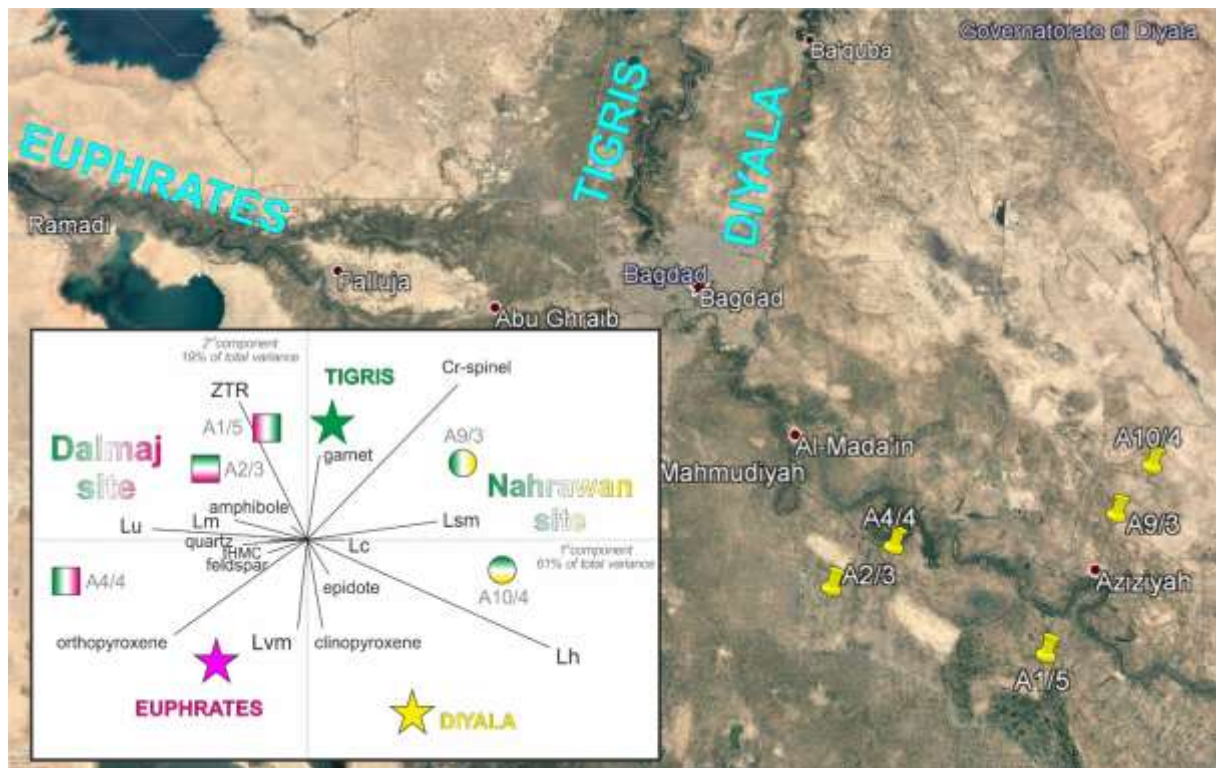 Governatorato di Diyala
Ba'quba
TIGRIS
DIYALA
EUPHRATES
Ramadi
Falluja
Bagdad
Bagdad
Abu Ghraib
Al-Mada'in
Mahmudiyah
A10/4
A9/3
A4/4
A2/3
Aziziyah
A1/5
2° component
19% of total variance
TIGRIS
Cr-spinel
ZTR
A1/5
A9/3
garnet
Dalmaj
site
A2/3
Nahrawan
site
amphibole
Lm
Lu
Lsm
quartz
tHMC
feldspar
Lc
1° component
61% of total variance
A4/4
epidote
A10/4
orthopyroxene
Lvm
clinopyroxene
Lh
EUPHRATES
DIYALA